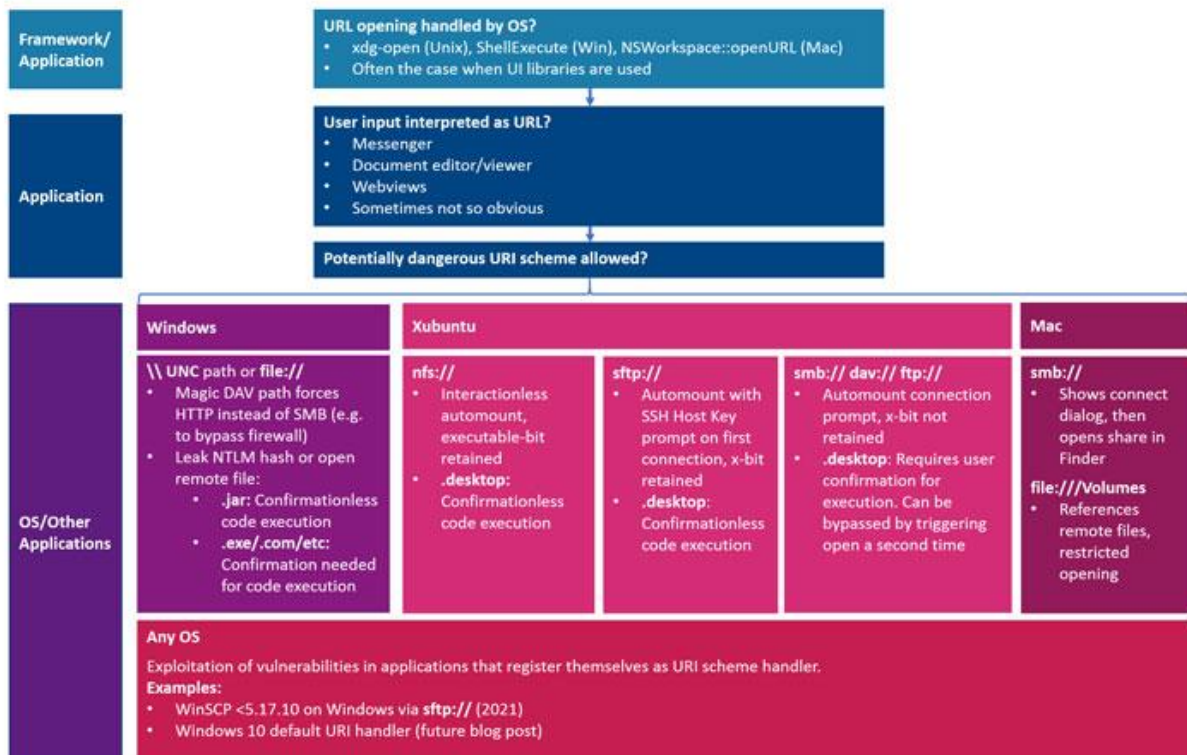 Framework/
Application
URL opening handled by OS?
• xdg-open (Unix), ShellExecute (Win), NSWorkspace::openURL (Mac)
• Often the case when UI libraries are used
Application
User input interpreted as URL?
• Messenger
• Document editor/viewer
• Webviews
• Sometimes not so obvious
Potentially dangerous URI scheme allowed?
OS/Other
Applications
Windows
\\ UNC path or file://
• Magic DAV path forces
HTTP instead of SMB (e.g.
to bypass firewall)
• Leak NTLM hash or open
remote file:
• .jar: Confirmationless
code execution
• .exe/.com/etc:
Confirmation needed
for code execution
Xubuntu
nfs://
• Interactionless
automount,
executable-bit
retained
• .desktop:
Confirmationless
code execution
sftp://
• Automount with
SSH Host Key
prompt on first
connection, x-bit
retained
• .desktop:
Confirmationless
code execution
smb:// dav:// ftp://
• Automount connection
prompt, x-bit not
retained
• .desktop: Requires user
confirmation for
execution. Can be
bypassed by triggering
open a second time
Mac
smb://
• Shows connect
dialog, then
opens share in
Finder
file:///Volumes
• References
remote files,
restricted
opening
Any OS
Exploitation of vulnerabilities in applications that register themselves as URI scheme handler.
Examples:
• WinSCP <5.17.10 on Windows via sftp:// (2021)
• Windows 10 default URI handler (future blog post)